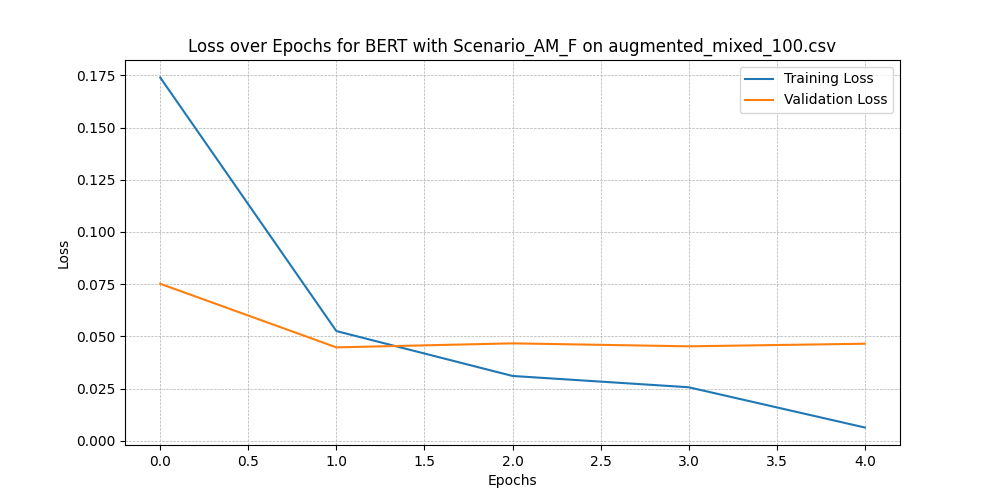 Loss over Epochs for BERT with Scenario_AM_F on augmented_mixed_100.csv
Training Loss
Validation Loss
0.175
0.150
0.125
0.100
0.075
0.050
0.025
0.000
Loss
0.0 0.5 1.0 1.5 2.0 2.5 3.0 3.5 4.0
Epochs